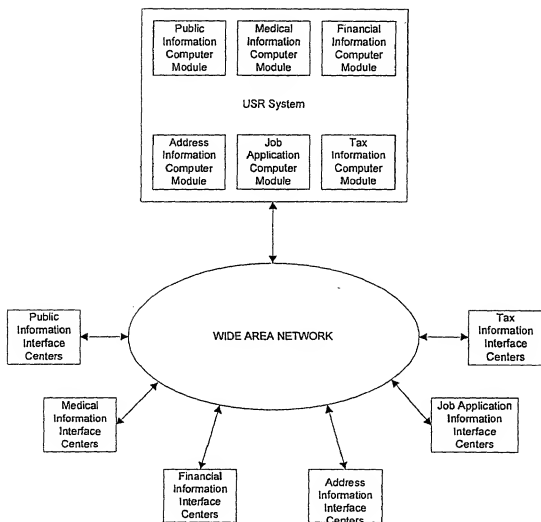 Public
Information
Computer
Module
Medical
Information
Computer
Module
Financial
Information
Computer
Module
USR System
Address
Information
Computer
Module
Job
Application
Computer
Module
Tax
Information
Computer
Module
WIDE AREA NETWORK
Public
Information
Interface
Centers
Tax
Information
Interface
Centers
Medical
Information
Interface
Centers
Job Application
Information
Interface
Centers
Financial
Information
Interface
Centers
Address
Information
Interface
Centers